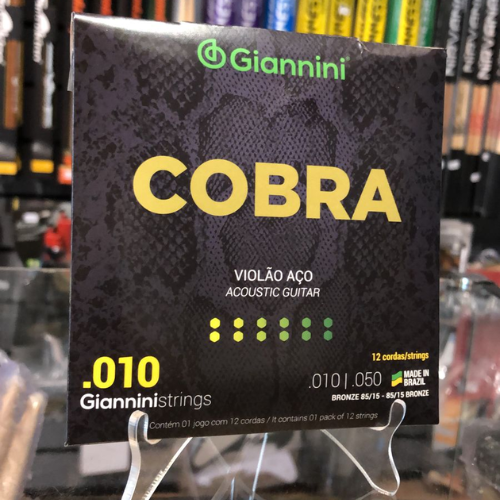 Giannini
COBRA
VIOLÃO AÇO
ACOUSTIC GUITAR
12 cordas/strings
.010
.010 | .050
MADE IN
BRAZIL
Gianninistrings
BRONZE 85/15 - 85/15 BRONZE
Contém 01 jogo com 12 cordas / It contains 01 pack of 12 strings